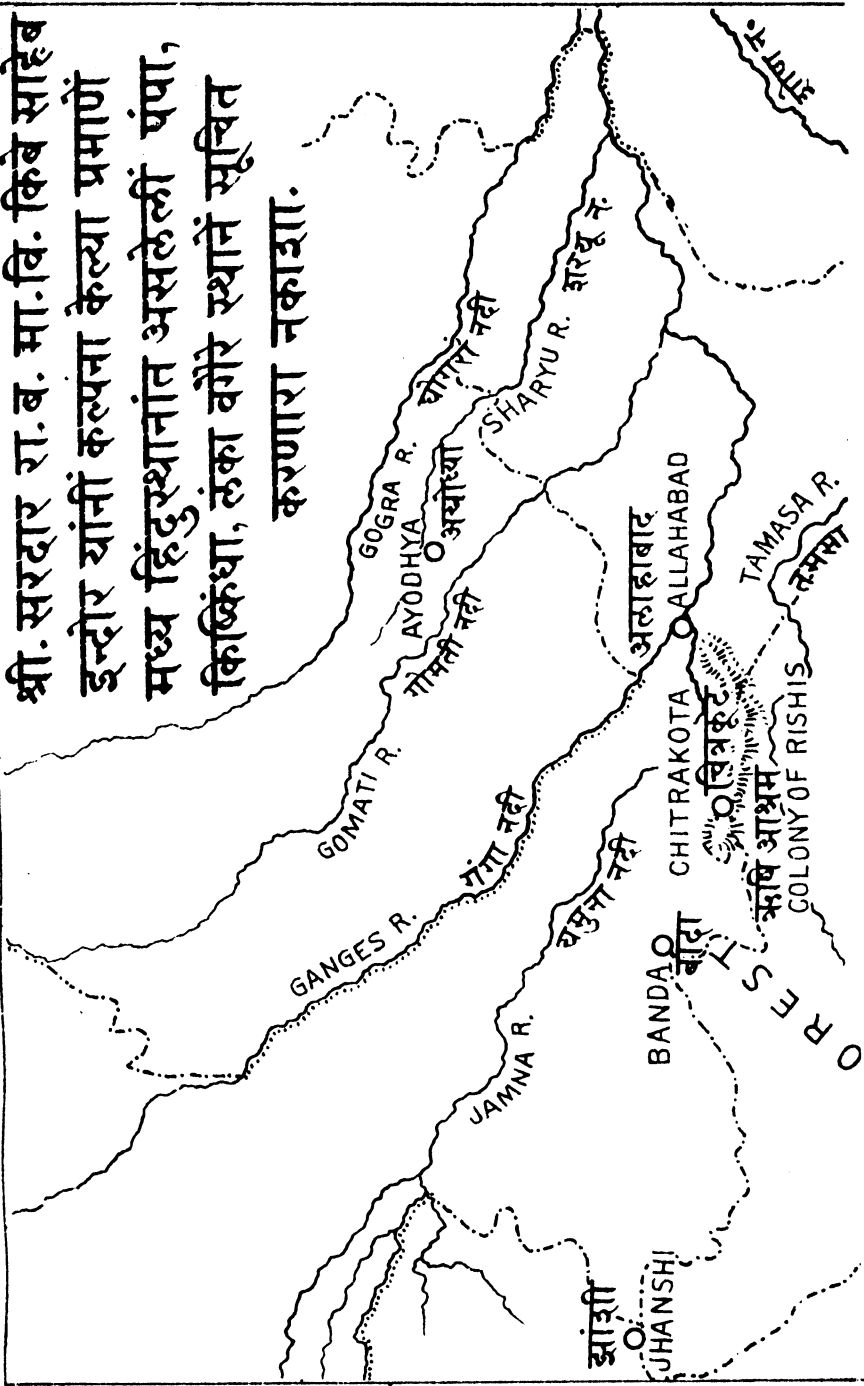 श्री. सरदार रा. ब. मा. वि. किबे साहेब
इन्दोर यांनीं कल्पना केल्या प्रमाणें
मध्य हिंदुस्थानांत असलेलीं पंपा,
किष्किंधा, लंका वगैरे स्थानें सूचित
करणारा नकाशा.
शोण न.
GOGRA R.
घोगरा नदी
SHARYU R.
शरयू न.
AYODHYA
अयोध्या
GOMATI R.
गोमती नदी
GANGES R.
गंगा नदी
अलाहाबाद
ALLAHABAD
TAMASA R.
तमसा
JAMNA R.
यमुना नदी
CHITRAKOTA
चित्रकूट
ऋषि आश्रम
COLONY OF RISHIS
BANDA
बांदा
OREST
झांशी
JHANSHI